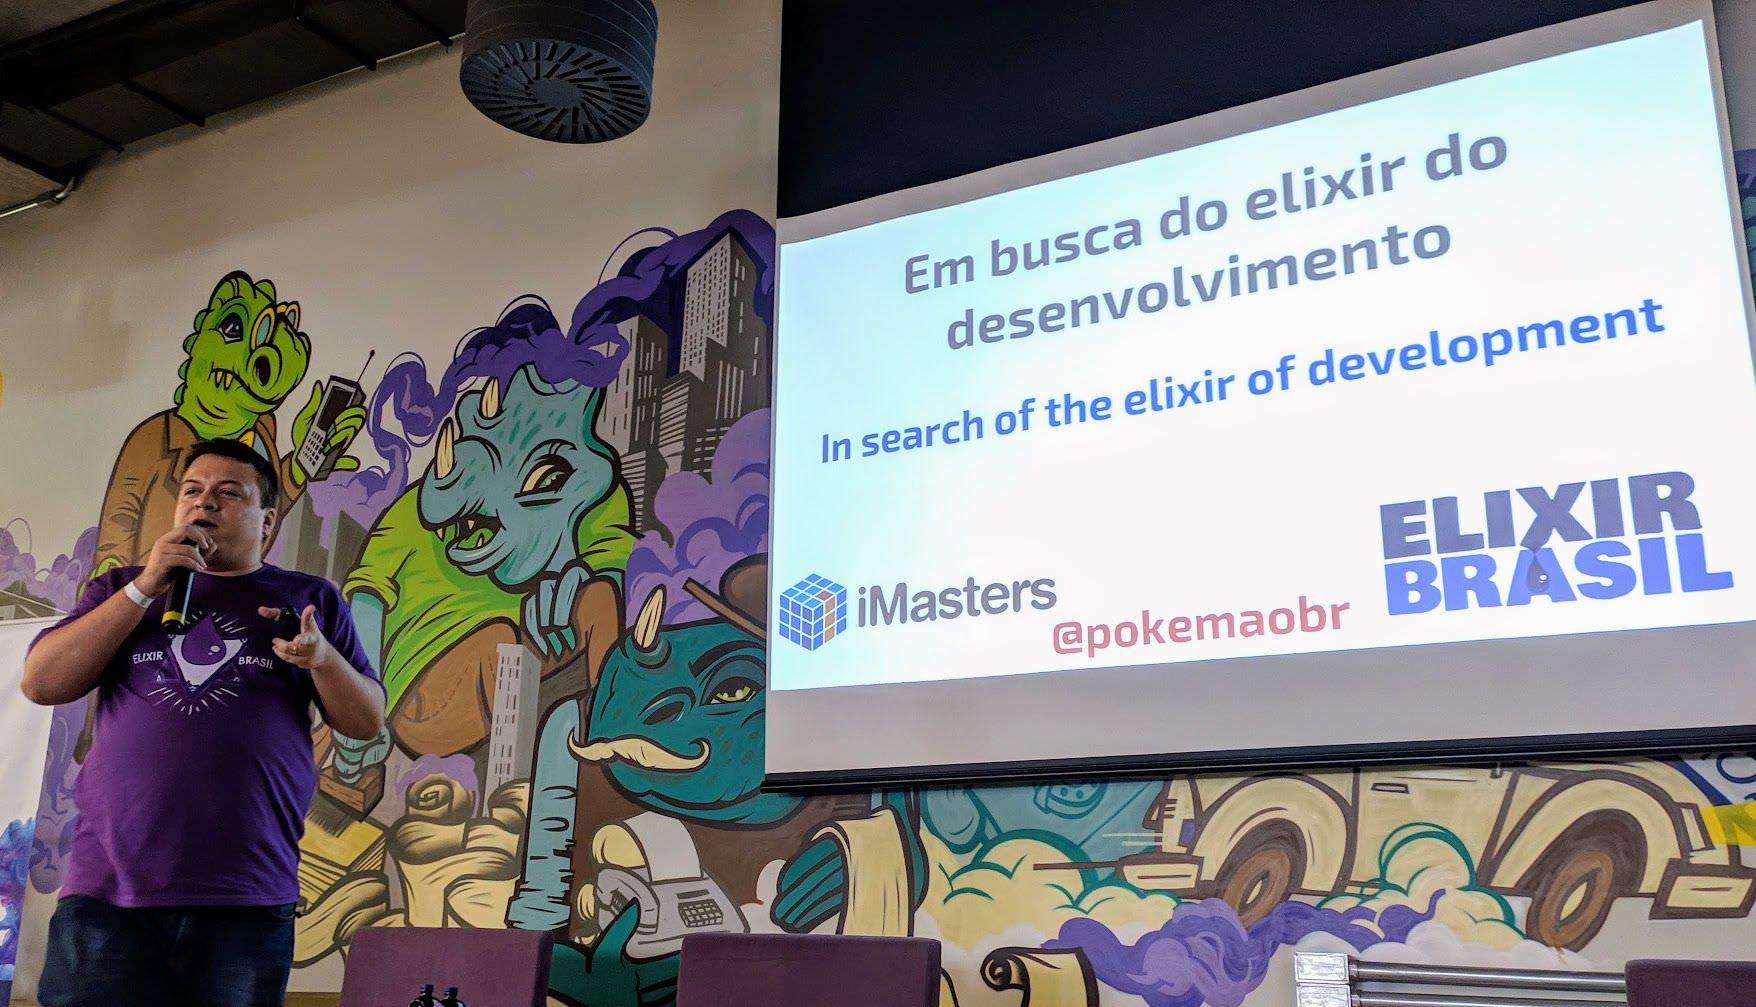 Em busca do elixir do
desenvolvimento
In search of the elixir of development
iMasters
@pokemaobr
ELIXIR
BRASIL
ELIXIR BRASIL